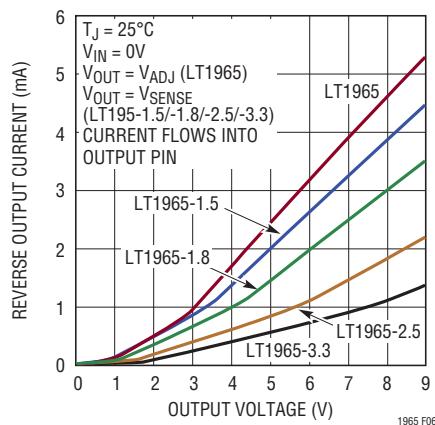 6
5
4
3
2
1
0
REVERSE OUTPUT CURRENT (mA)
T_J = 25°C
V_IN = 0V
V_OUT = V_ADJ (LT1965)
V_OUT = V_SENSE
(LT195-1.5/-1.8/-2.5/-3.3)
CURRENT FLOWS INTO
OUTPUT PIN
LT1965
LT1965-1.5
LT1965-1.8
LT1965-2.5
LT1965-3.3
0 1 2 3 4 5 6 7 8 9
OUTPUT VOLTAGE (V)
1965 F06